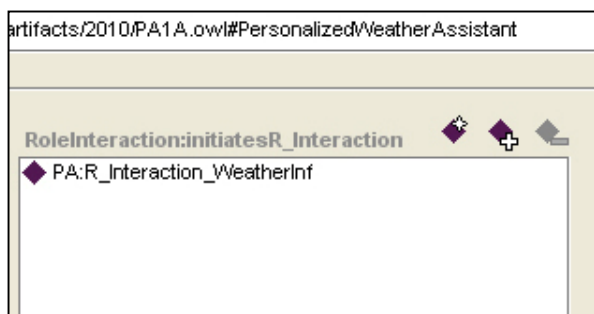 artifacts/2010/PA1A.owl#PersonalizedWeatherAssistant
RoleInteraction:initiatesR_Interaction
PA:R_Interaction_WeatherInf